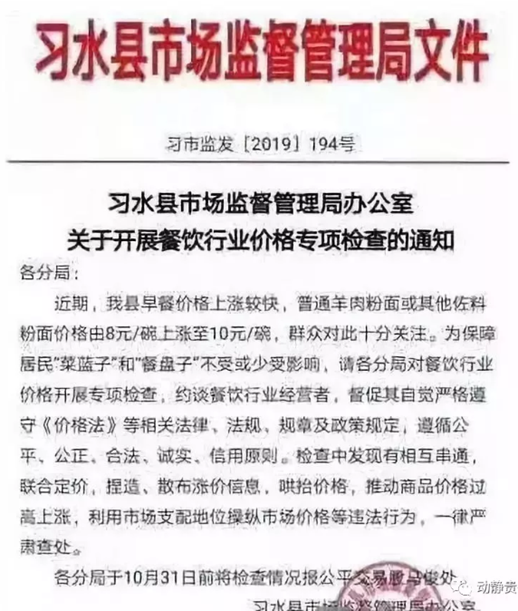 习水县市场监督管理局文件
习市监发［2019］194号
习水县市场监督管理局办公室
关于开展餐饮行业价格专项检查的通知
各分局：
近期，我县早餐价格上涨较快，普通羊肉粉面或其他佐料
粉面价格由8元/碗上涨至10元/碗，群众对此十分关注。为保障
居民“菜蓝子”和“餐盘子”不受或少受影响，请各分局对餐饮行业
价格开展专项检查，约谈餐饮行业经营者，督促其自觉严格遵
守《价格法》等相关法律、法规、规章及政策规定，遵循公
平、公正、合法、诚实、信用原则。检查中发现有相互串通，
联合定价，捏造、散布涨价信息，哄抬价格，推动商品价格过
高上涨，利用市场支配地位操纵市场价格等违法行为，一律严
肃查处。
各分局于10月31日前将检查情况报公平交易股马俊处
习水县市场监督管理局办公室
动静贵